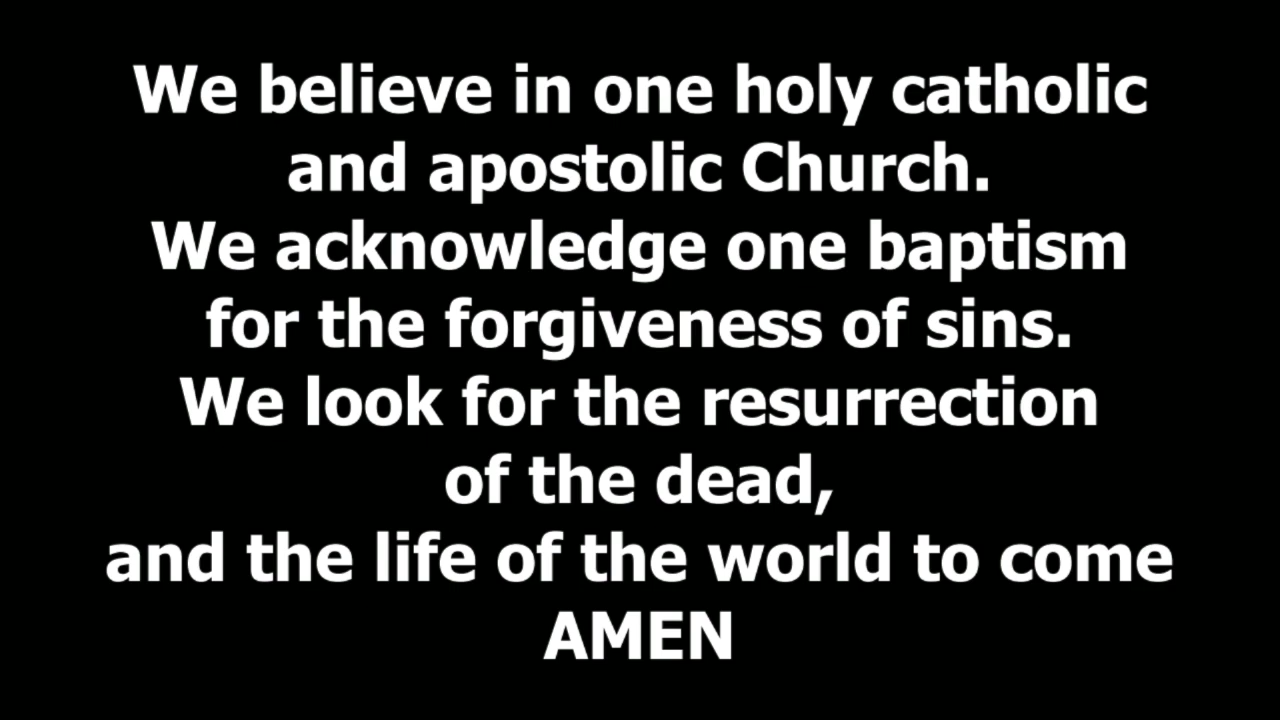 We believe in one holy catholic
and apostolic Church.
We acknowledge one baptism
for the forgiveness of sins.
We look for the resurrection
of the dead,
and the life of the world to come
AMEN